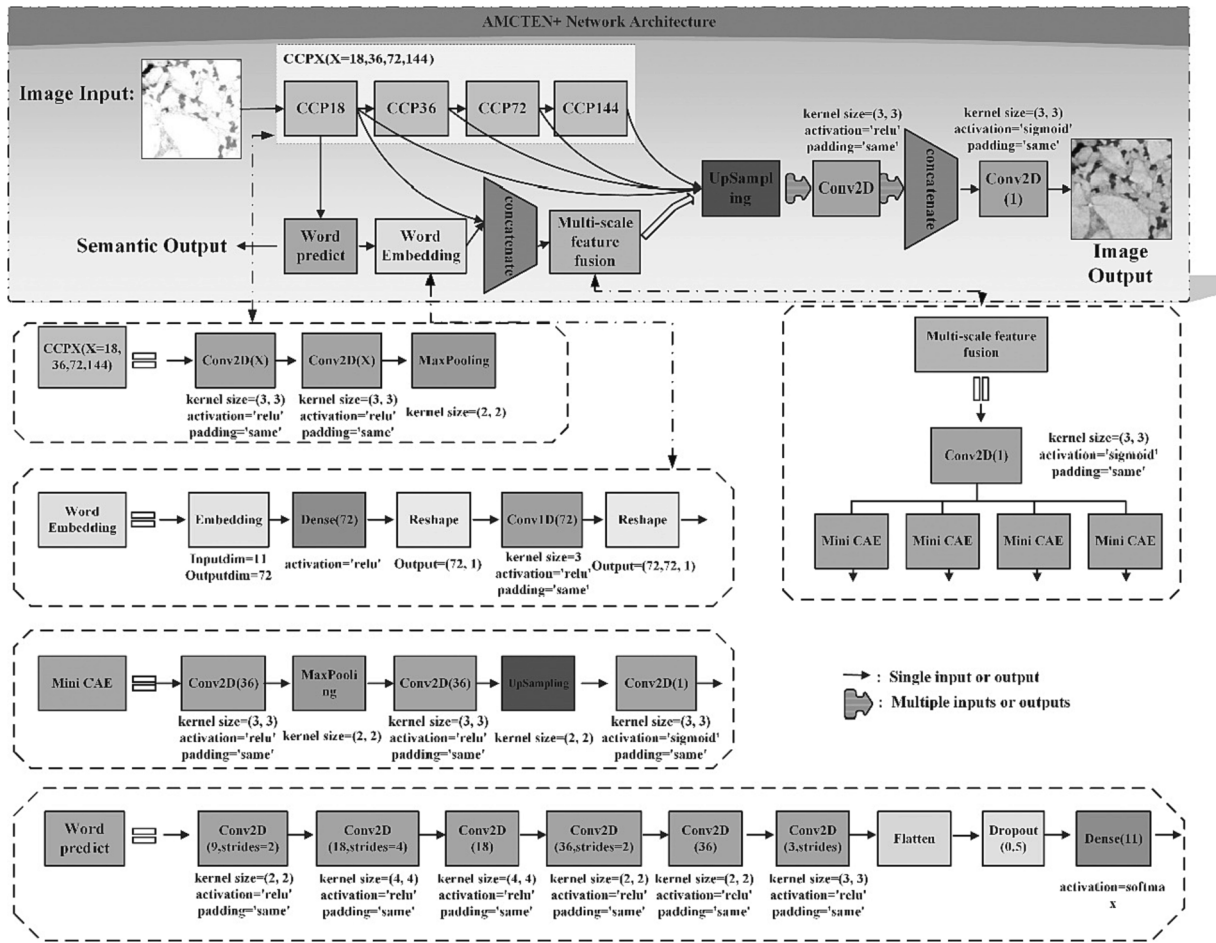 AMCTEN+ Network Architecture
CCPX(X=18,36,72,144)
Image Input:
CCP18
CCP36
CCP72
CCP144
kernel size=(3, 3)
activation='relu'
padding='same'
kernel size=(3, 3)
activation='sigmoid'
padding='same'
UpSampl
ing
Conv2D
concatenate
Conv2D
(1)
Image
Output
Semantic Output
Word
predict
Word
Embedding
concatenate
Multi-scale
feature
fusion
CCPX(X=18,
36,72,144)
Conv2D(X)
Conv2D(X)
MaxPooling
kernel size=(3, 3)
activation='relu'
padding='same'
kernel size=(3, 3)
activation='relu'
padding='same'
kernel size=(2, 2)
Multi-scale feature
fusion
Conv2D(1)
kernel size=(3, 3)
activation='sigmoid'
padding='same'
Mini CAE
Mini CAE
Mini CAE
Mini CAE
Word
Embedding
Embedding
Dense(72)
Reshape
Conv1D(72)
Reshape
Inputdim=11
Outputdim=72
activation='relu'
Output=(72, 1)
kernel size=3
activation='relu'
padding='same'
Output=(72,72, 1)
Mini CAE
Conv2D(36)
MaxPooli
ng
Conv2D(36)
UpSampling
Conv2D(1)
kernel size=(3, 3)
activation='relu'
padding='same'
kernel size=(2, 2)
kernel size=(3, 3)
activation='relu'
padding='same'
kernel size=(2, 2)
kernel size=(3, 3)
activation='sigmoid'
padding='same'
: Single input or output
: Multiple inputs or outputs
Word
predict
Conv2D
(9,strides=2)
Conv2D
(18,strides=4)
Conv2D
(18)
Conv2D
(36,strides=2)
Conv2D
(36)
Conv2D
(3,strides)
Flatten
Dropout
(0.5)
Dense(11)
kernel size=(2, 2)
activation='relu'
padding='same'
kernel size=(4, 4)
activation='relu'
padding='same'
kernel size=(4, 4)
activation='relu'
padding='same'
kernel size=(2, 2)
activation='relu'
padding='same'
kernel size=(2, 2)
activation='relu'
padding='same'
kernel size=(3, 3)
activation='relu'
padding='same'
activation=softma
x